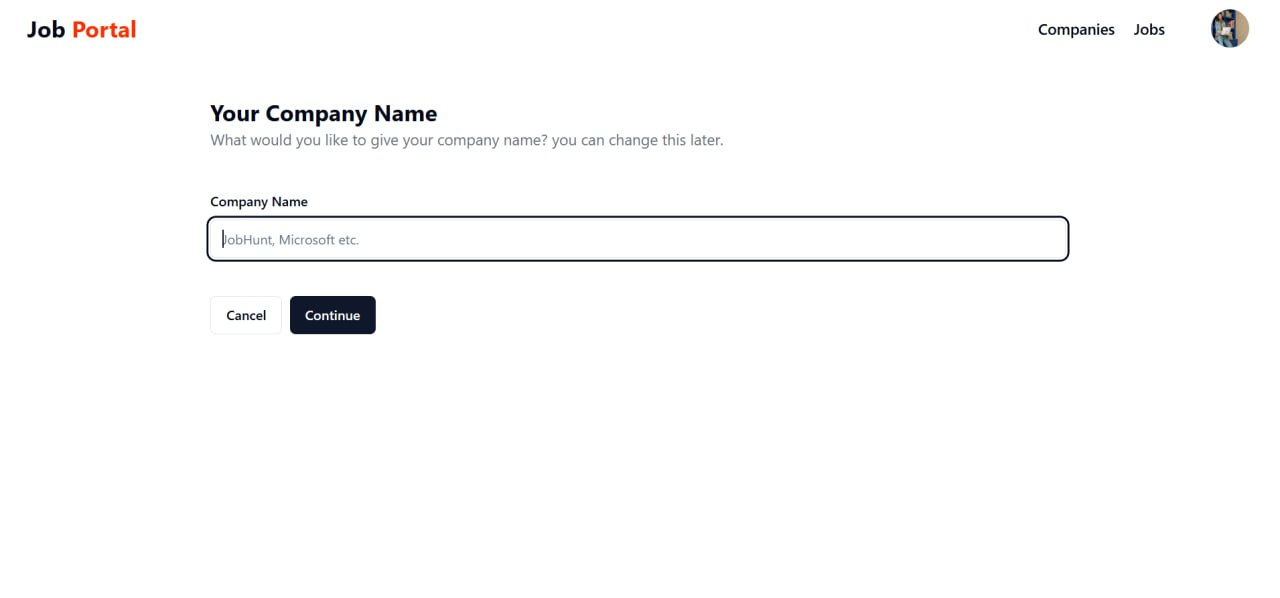 Job Portal
Companies
Jobs
Your Company Name
What would you like to give your company name? you can change this later.
Company Name
JobHunt, Microsoft etc.
Cancel
Continue